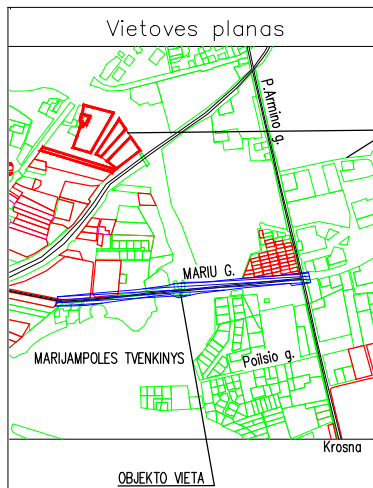 Vietoves planas
P.Armino g.
MARIU G.
MARIJAMPOLES TVENKINYS
Poilsio g.
Krosna
OBJEKTO VIETA